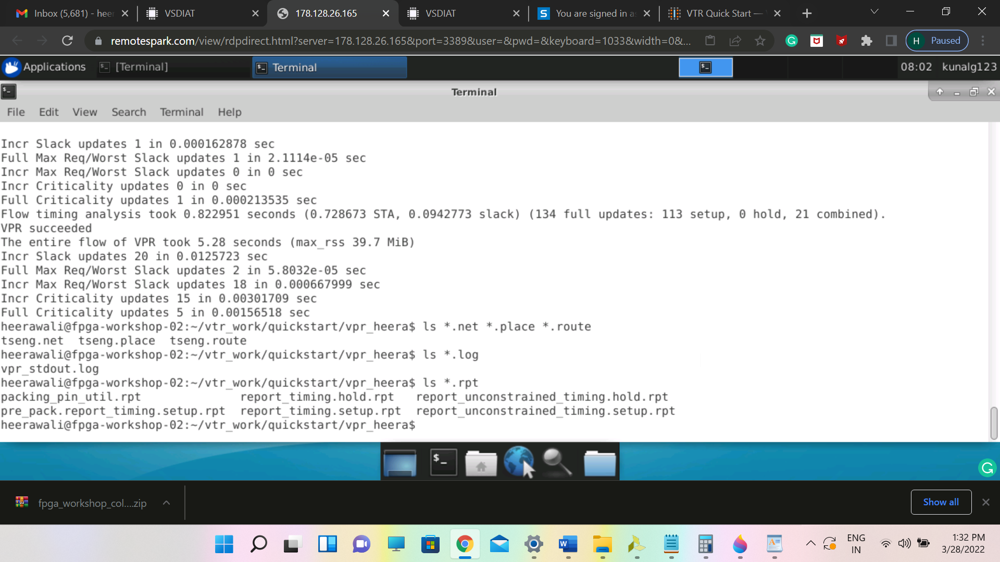 Inbox (5,681) - heer
VSDIAT
178.128.26.165
VSDIAT
S You are signed in as
VTR Quick Start —
remotespark.com/view/rdpdirect.html?server=178.128.26.165&port=3389&user=&pwd=&keyboard=1033&width=0&...
H Paused
Applications
[Terminal]
Terminal
08:02 kunalg123
Terminal
File Edit View Search Terminal Help
Incr Slack updates 1 in 0.000162878 sec
Full Max Req/Worst Slack updates 1 in 2.1114e-05 sec
Incr Max Req/Worst Slack updates 0 in 0 sec
Incr Criticality updates 0 in 0 sec
Full Criticality updates 1 in 0.000213535 sec
Flow timing analysis took 0.822951 seconds (0.728673 STA, 0.0942773 slack) (134 full updates: 113 setup, 0 hold, 21 combined).
VPR succeeded
The entire flow of VPR took 5.28 seconds (max_rss 39.7 MiB)
Incr Slack updates 20 in 0.0125723 sec
Full Max Req/Worst Slack updates 2 in 5.8032e-05 sec
Incr Max Req/Worst Slack updates 18 in 0.000667999 sec
Incr Criticality updates 15 in 0.00301709 sec
Full Criticality updates 5 in 0.00156518 sec
heerawali@fpga-workshop-02:~/vtr_work/quickstart/vpr_heera$ ls *.net *.place *.route
tseng.net tseng.place tseng.route
heerawali@fpga-workshop-02:~/vtr_work/quickstart/vpr_heera$ ls *.log
vpr_stdout.log
heerawali@fpga-workshop-02:~/vtr_work/quickstart/vpr_heera$ ls *.rpt
packing_pin_util.rpt report_timing.hold.rpt report_unconstrained_timing.hold.rpt
pre_pack.report_timing.setup.rpt report_timing.setup.rpt report_unconstrained_timing.setup.rpt
heerawali@fpga-workshop-02:~/vtr_work/quickstart/vpr_heera$
fpga_workshop_col....zip
Show all
ENG
IN
1:32 PM
3/28/2022